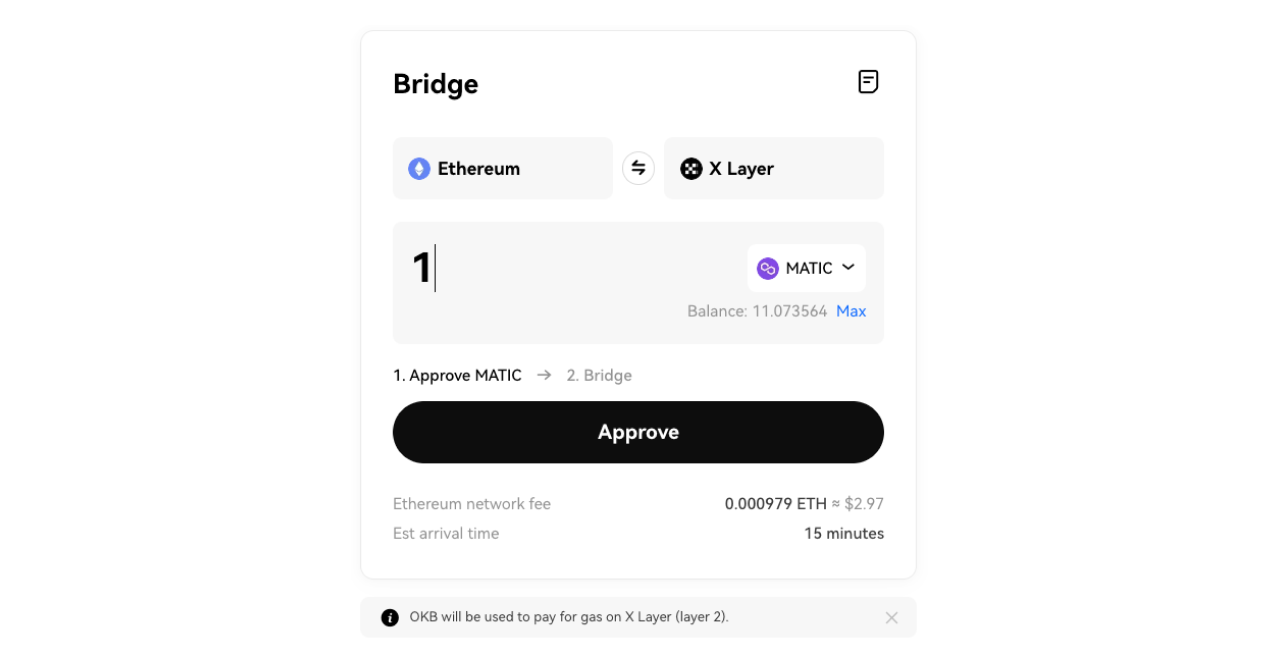 Bridge
Ethereum
X Layer
1
MATIC
Balance: 11.073564 Max
1. Approve MATIC → 2. Bridge
Approve
Ethereum network fee 0.000979 ETH ≈ $2.97
Est arrival time 15 minutes
OKB will be used to pay for gas on X Layer (layer 2).